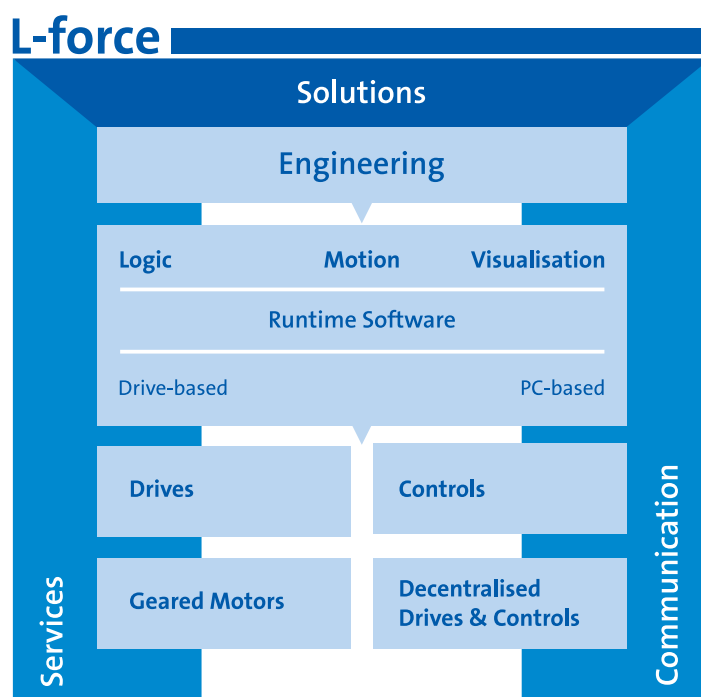 L-force
Solutions
Engineering
Logic Motion Visualisation
Runtime Software
Drive-based PC-based
Drives Controls
Geared Motors
Decentralised
Drives & Controls
Services
Communication